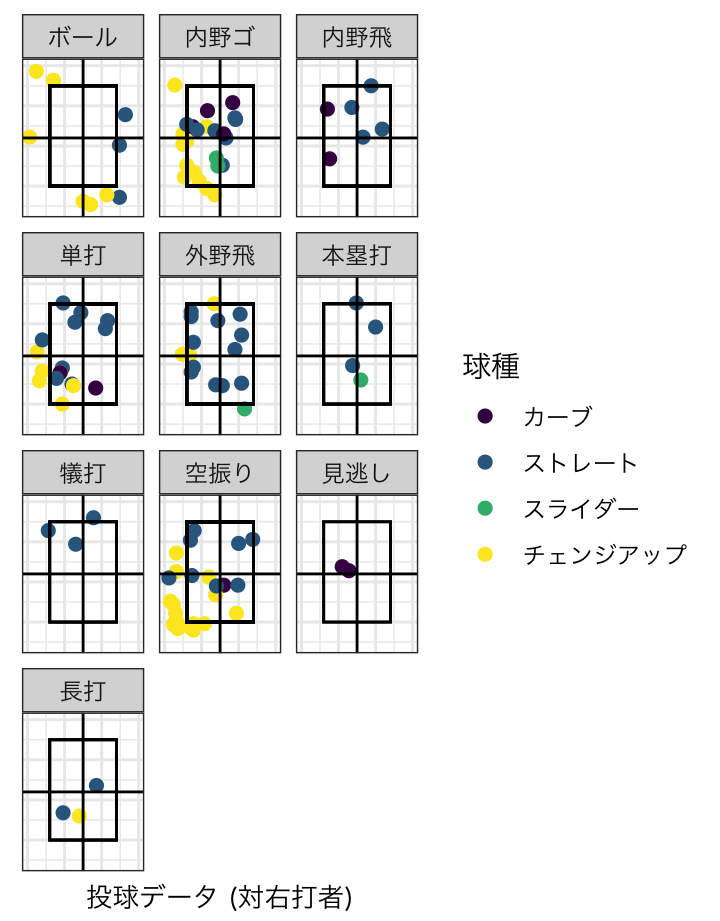 ボール
内野ゴ
内野飛
単打
外野飛
本塁打
犠打
空振り
見逃し
長打
球種
カーブ
ストレート
スライダー
チェンジアップ
投球データ (対右打者)